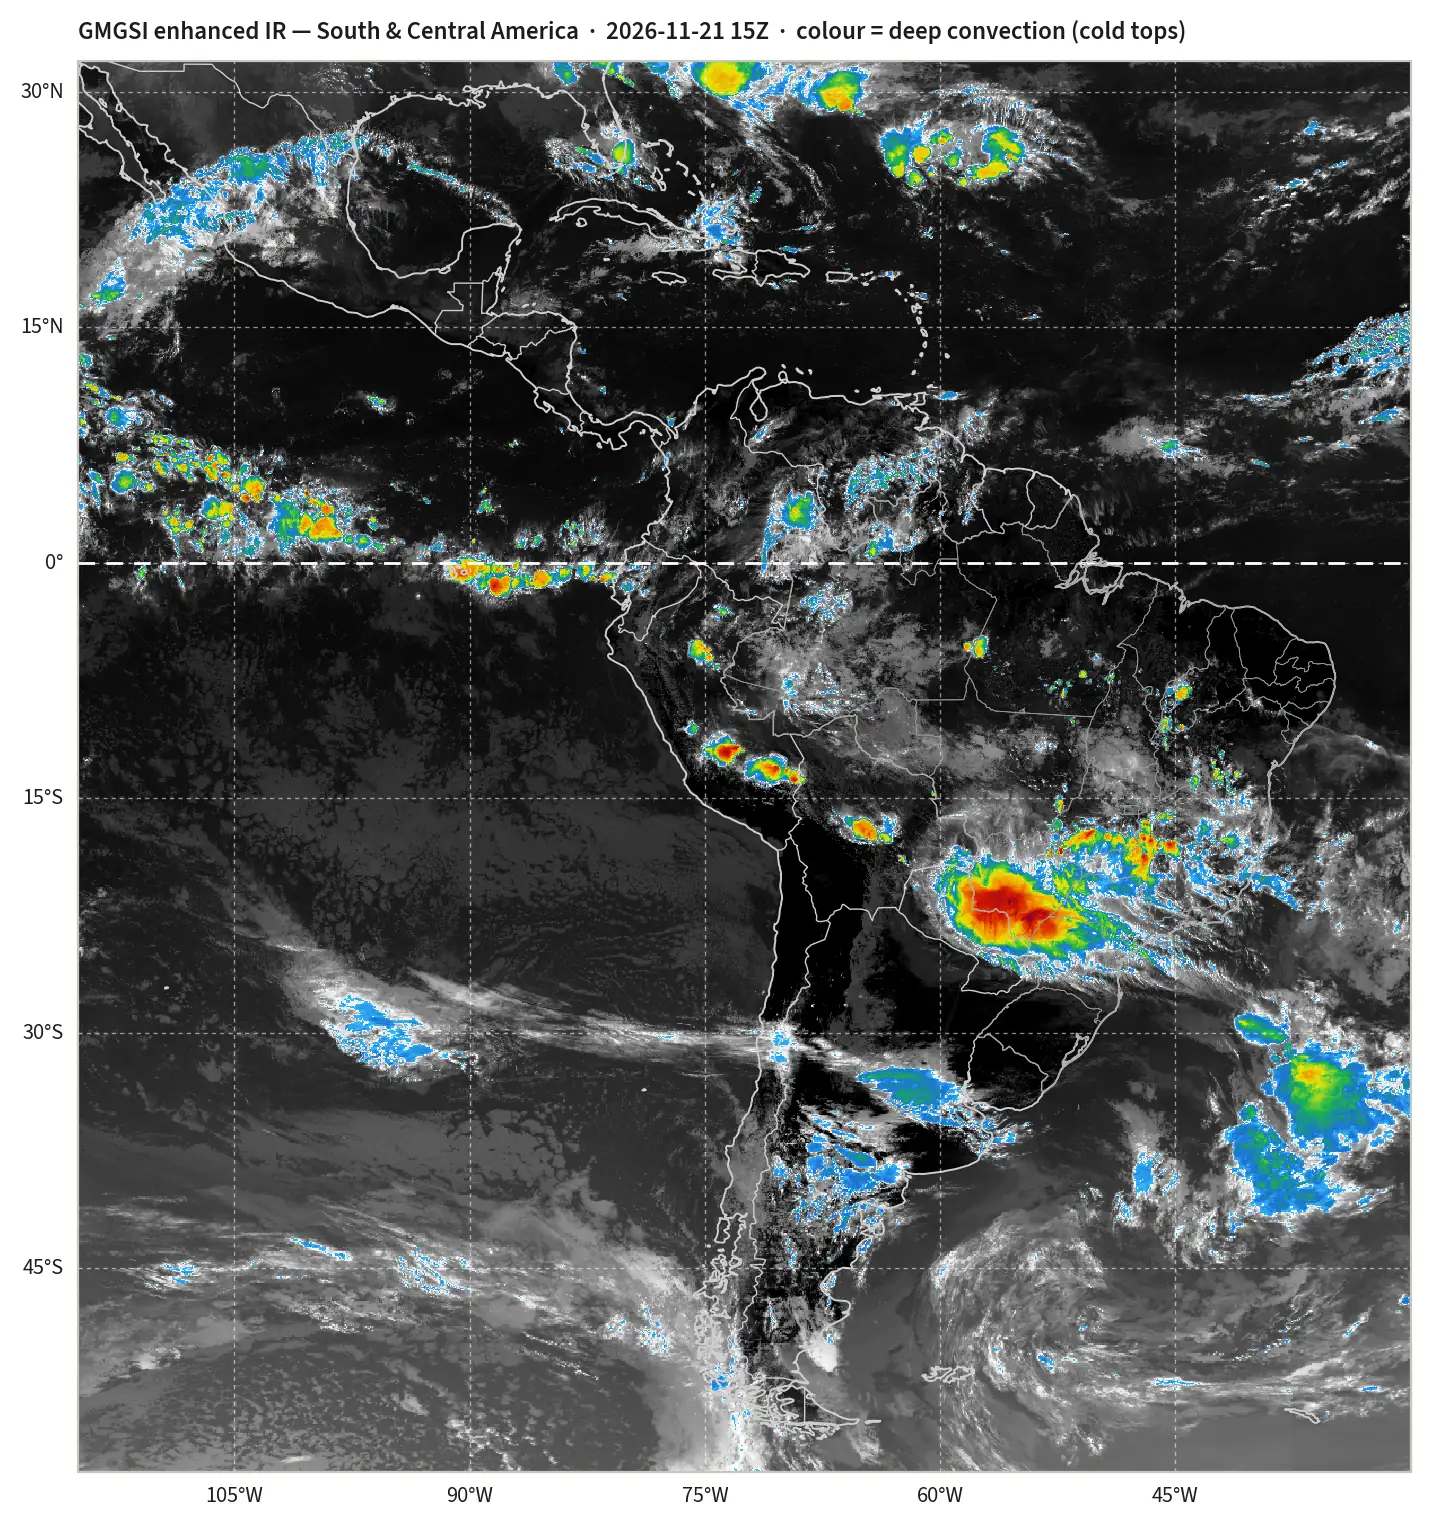 GMGSI enhanced IR — South & Central America · 2026-11-21 15Z · colour = deep convection (cold tops)
30°N
15°N
0°
15°S
30°S
45°S
105°W 90°W 75°W 60°W 45°W